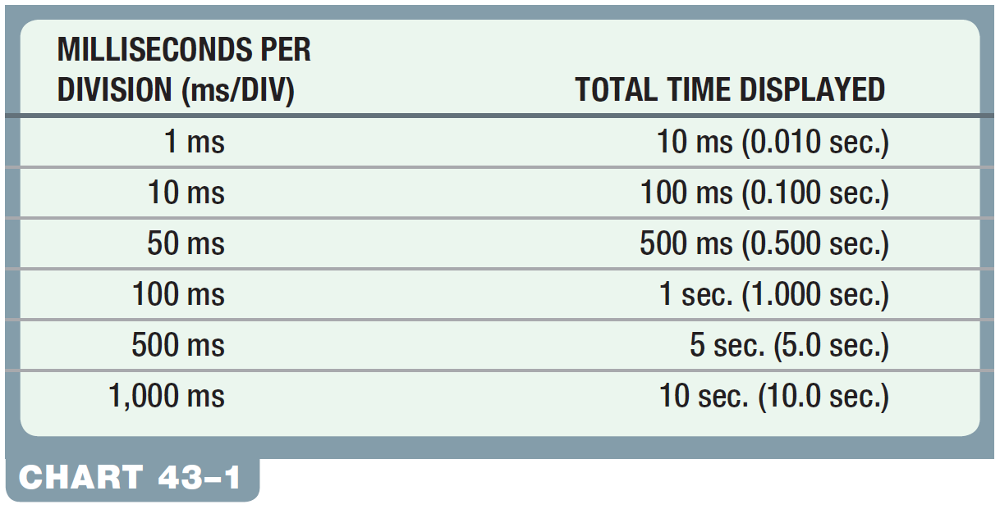 MILLISECONDS PER
DIVISION (ms/DIV) TOTAL TIME DISPLAYED
1 ms 10 ms (0.010 sec.)
10 ms 100 ms (0.100 sec.)
50 ms 500 ms (0.500 sec.)
100 ms 1 sec. (1.000 sec.)
500 ms 5 sec. (5.0 sec.)
1,000 ms 10 sec. (10.0 sec.)
CHART 43–1